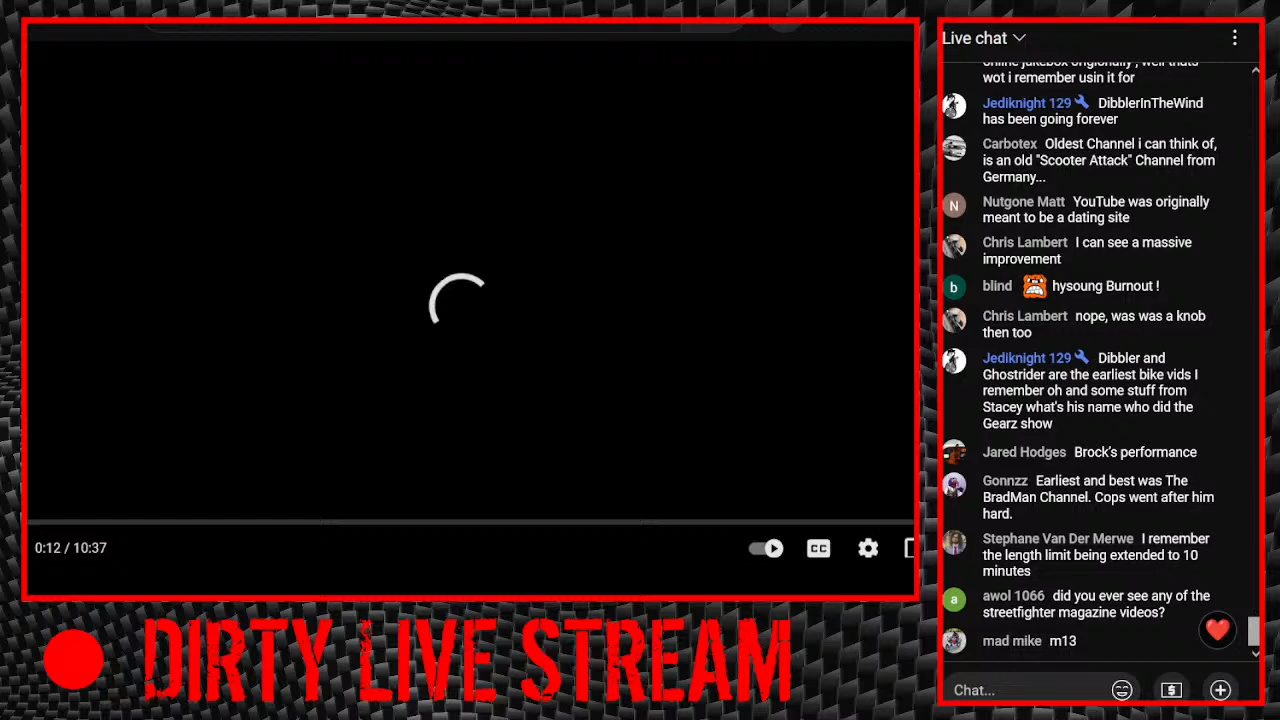 Live chat
online jukebox origionally , well thats
wot i remember usin it for
Jediknight 129 DibblerInTheWind
has been going forever
Carbotex Oldest Channel i can think of,
is an old "Scooter Attack" Channel from
Germany...
N
Nutgone Matt YouTube was originally
meant to be a dating site
Chris Lambert I can see a massive
improvement
b
blind hysoung Burnout !
Chris Lambert nope, was was a knob
then too
Jediknight 129 Dibbler and
Ghostrider are the earliest bike vids I
remember oh and some stuff from
Stacey what's his name who did the
Gearz show
Jared Hodges Brock's performance
Gonnzz Earliest and best was The
BradMan Channel. Cops went after him
hard.
Stephane Van Der Merwe I remember
the length limit being extended to 10
minutes
a
awol 1066 did you ever see any of the
streetfighter magazine videos?
mad mike m13
Chat...
$
0:12 / 10:37
CC
DIRTY LIVE STREAM